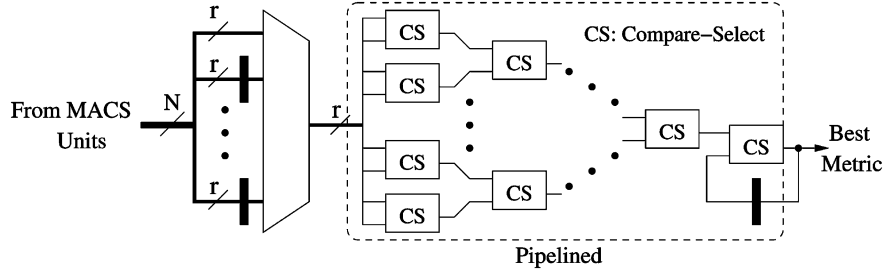 r
CS
CS: Compare−Select
r
CS
CS
N
From MACS
Units
r
CS
CS
Best
Metric
CS
r
CS
CS
CS
Pipelined